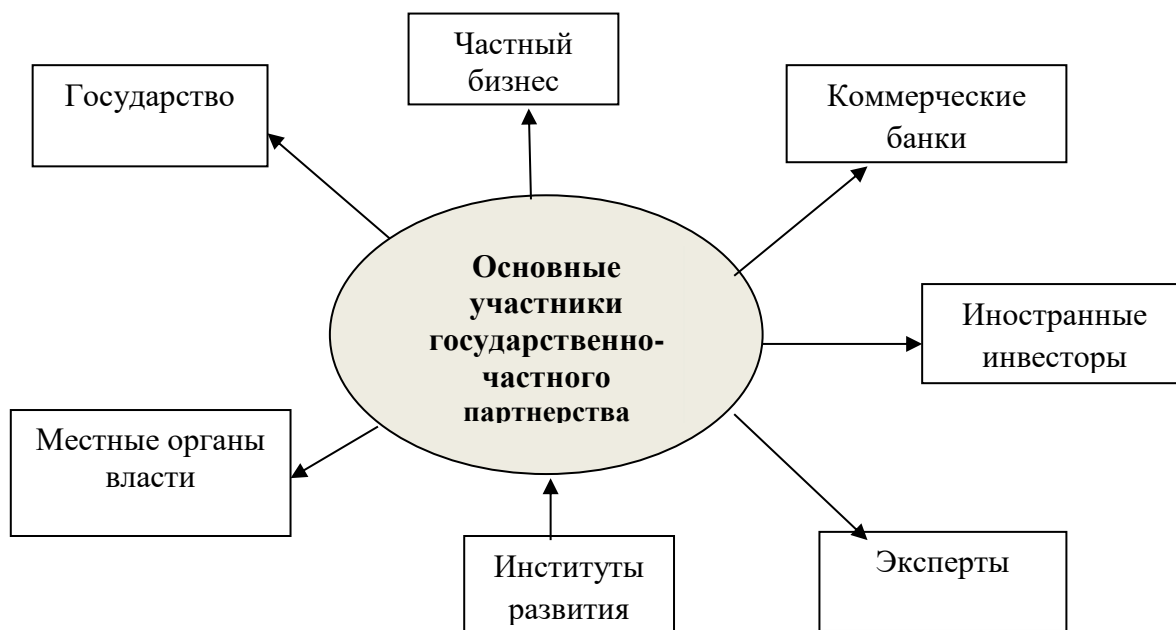 Частный
бизнес
Государство
Коммерческие
банки
Основные
участники
государственно-
частного
партнерства
Иностранные
инвесторы
Местные органы
власти
Институты
развития
Эксперты